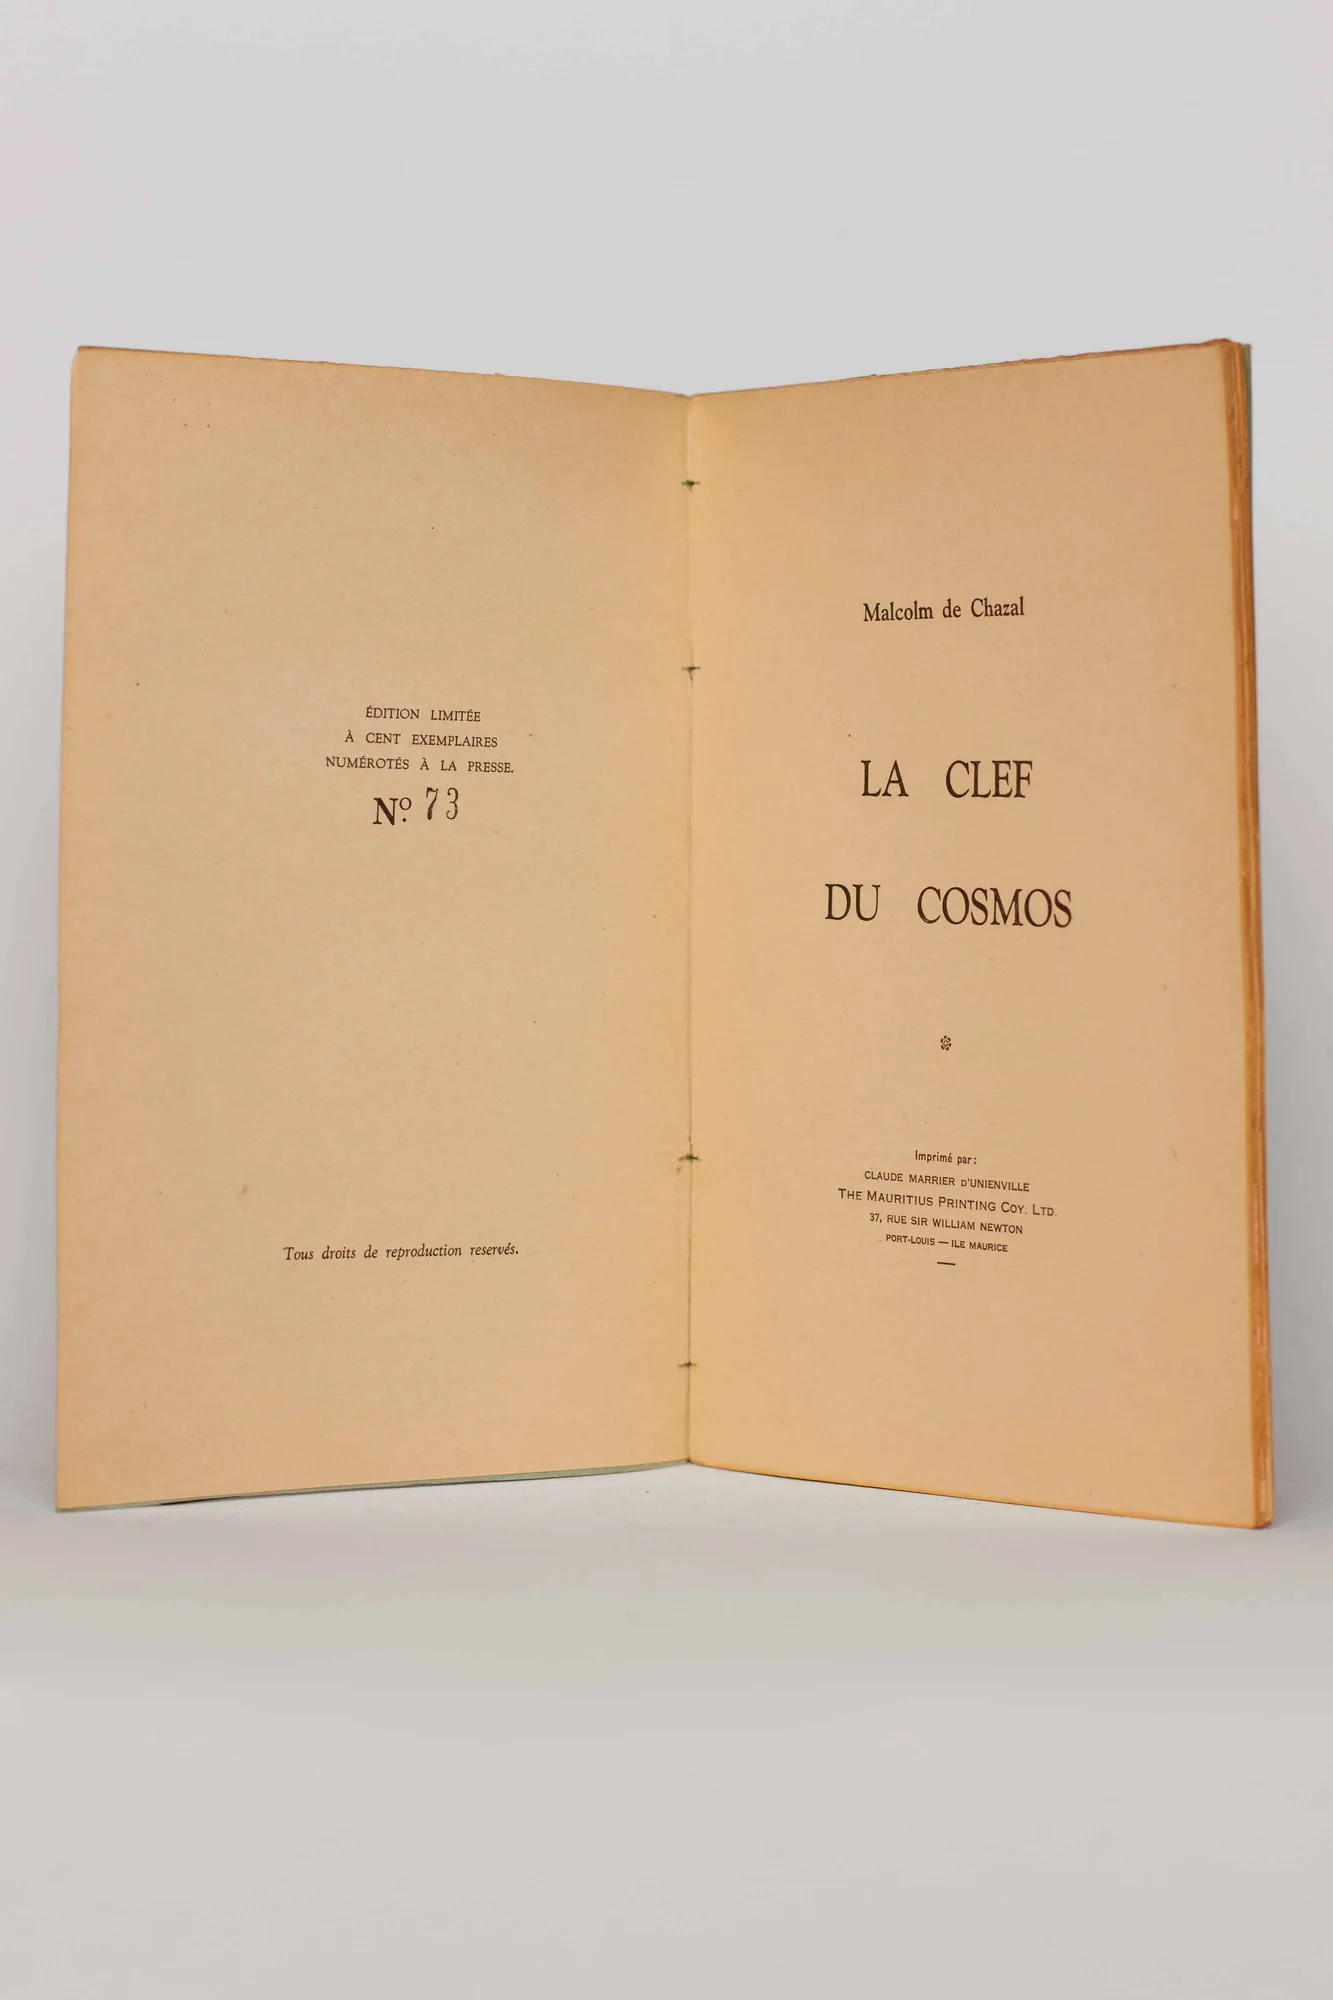 ÉDITION LIMITÉE
À CENT EXEMPLAIRES
NUMÉROTÉS À LA PRESSE.
Nº. 73
Tous droits de reproduction reservés.
Malcolm de Chazal
LA CLEF
DU COSMOS
Imprimé par:
CLAUDE MARRIER D'UNIENVILLE
THE MAURITIUS PRINTING COY. LTD.
37, RUE SIR WILLIAM NEWTON
PORT-LOUIS — ILE MAURICE